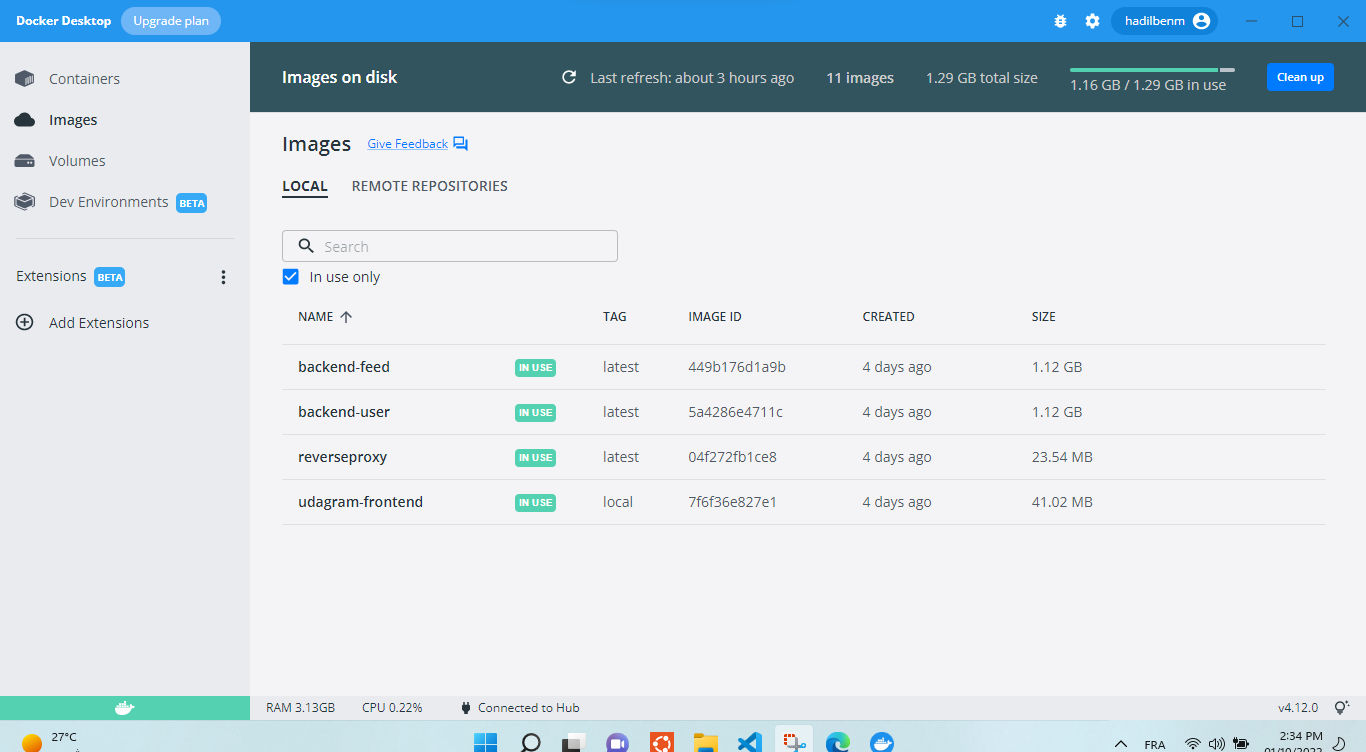 Docker Desktop Upgrade plan hadilbenm
Containers
Images
Volumes
Dev Environments BETA
Extensions BETA
Add Extensions
Images on disk Last refresh: about 3 hours ago 11 images 1.29 GB total size 1.16 GB / 1.29 GB in use Clean up
Images Give Feedback
LOCAL REMOTE REPOSITORIES
Search
In use only
NAME TAG IMAGE ID CREATED SIZE
backend-feed IN USE latest 449b176d1a9b 4 days ago 1.12 GB
backend-user IN USE latest 5a4286e4711c 4 days ago 1.12 GB
reverseproxy IN USE latest 04f272fb1ce8 4 days ago 23.54 MB
udagram-frontend IN USE local 7f6f36e827e1 4 days ago 41.02 MB
RAM 3.13GB CPU 0.22% Connected to Hub v4.12.0
27°C FRA 2:34 PM